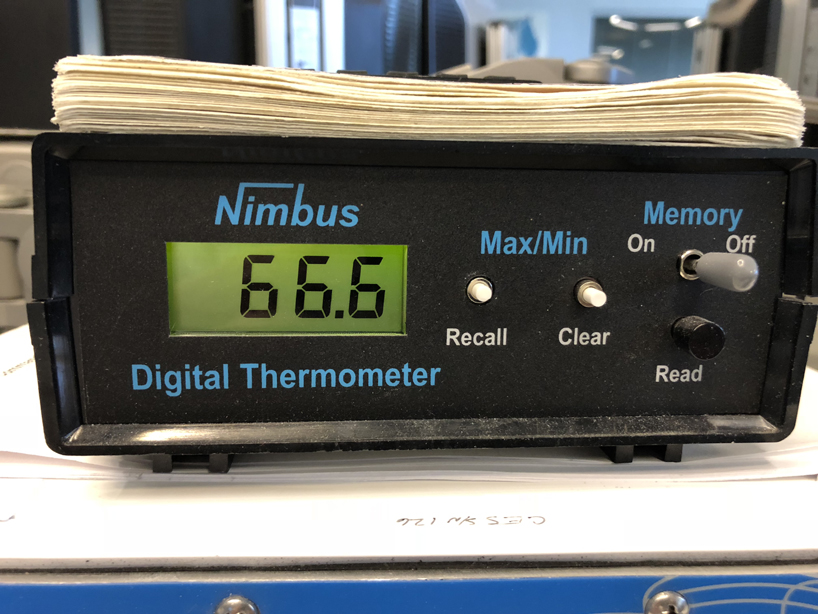 Nimbus
66.6
Digital Thermometer
Max/Min
Recall
Clear
Memory
On
Off
Read